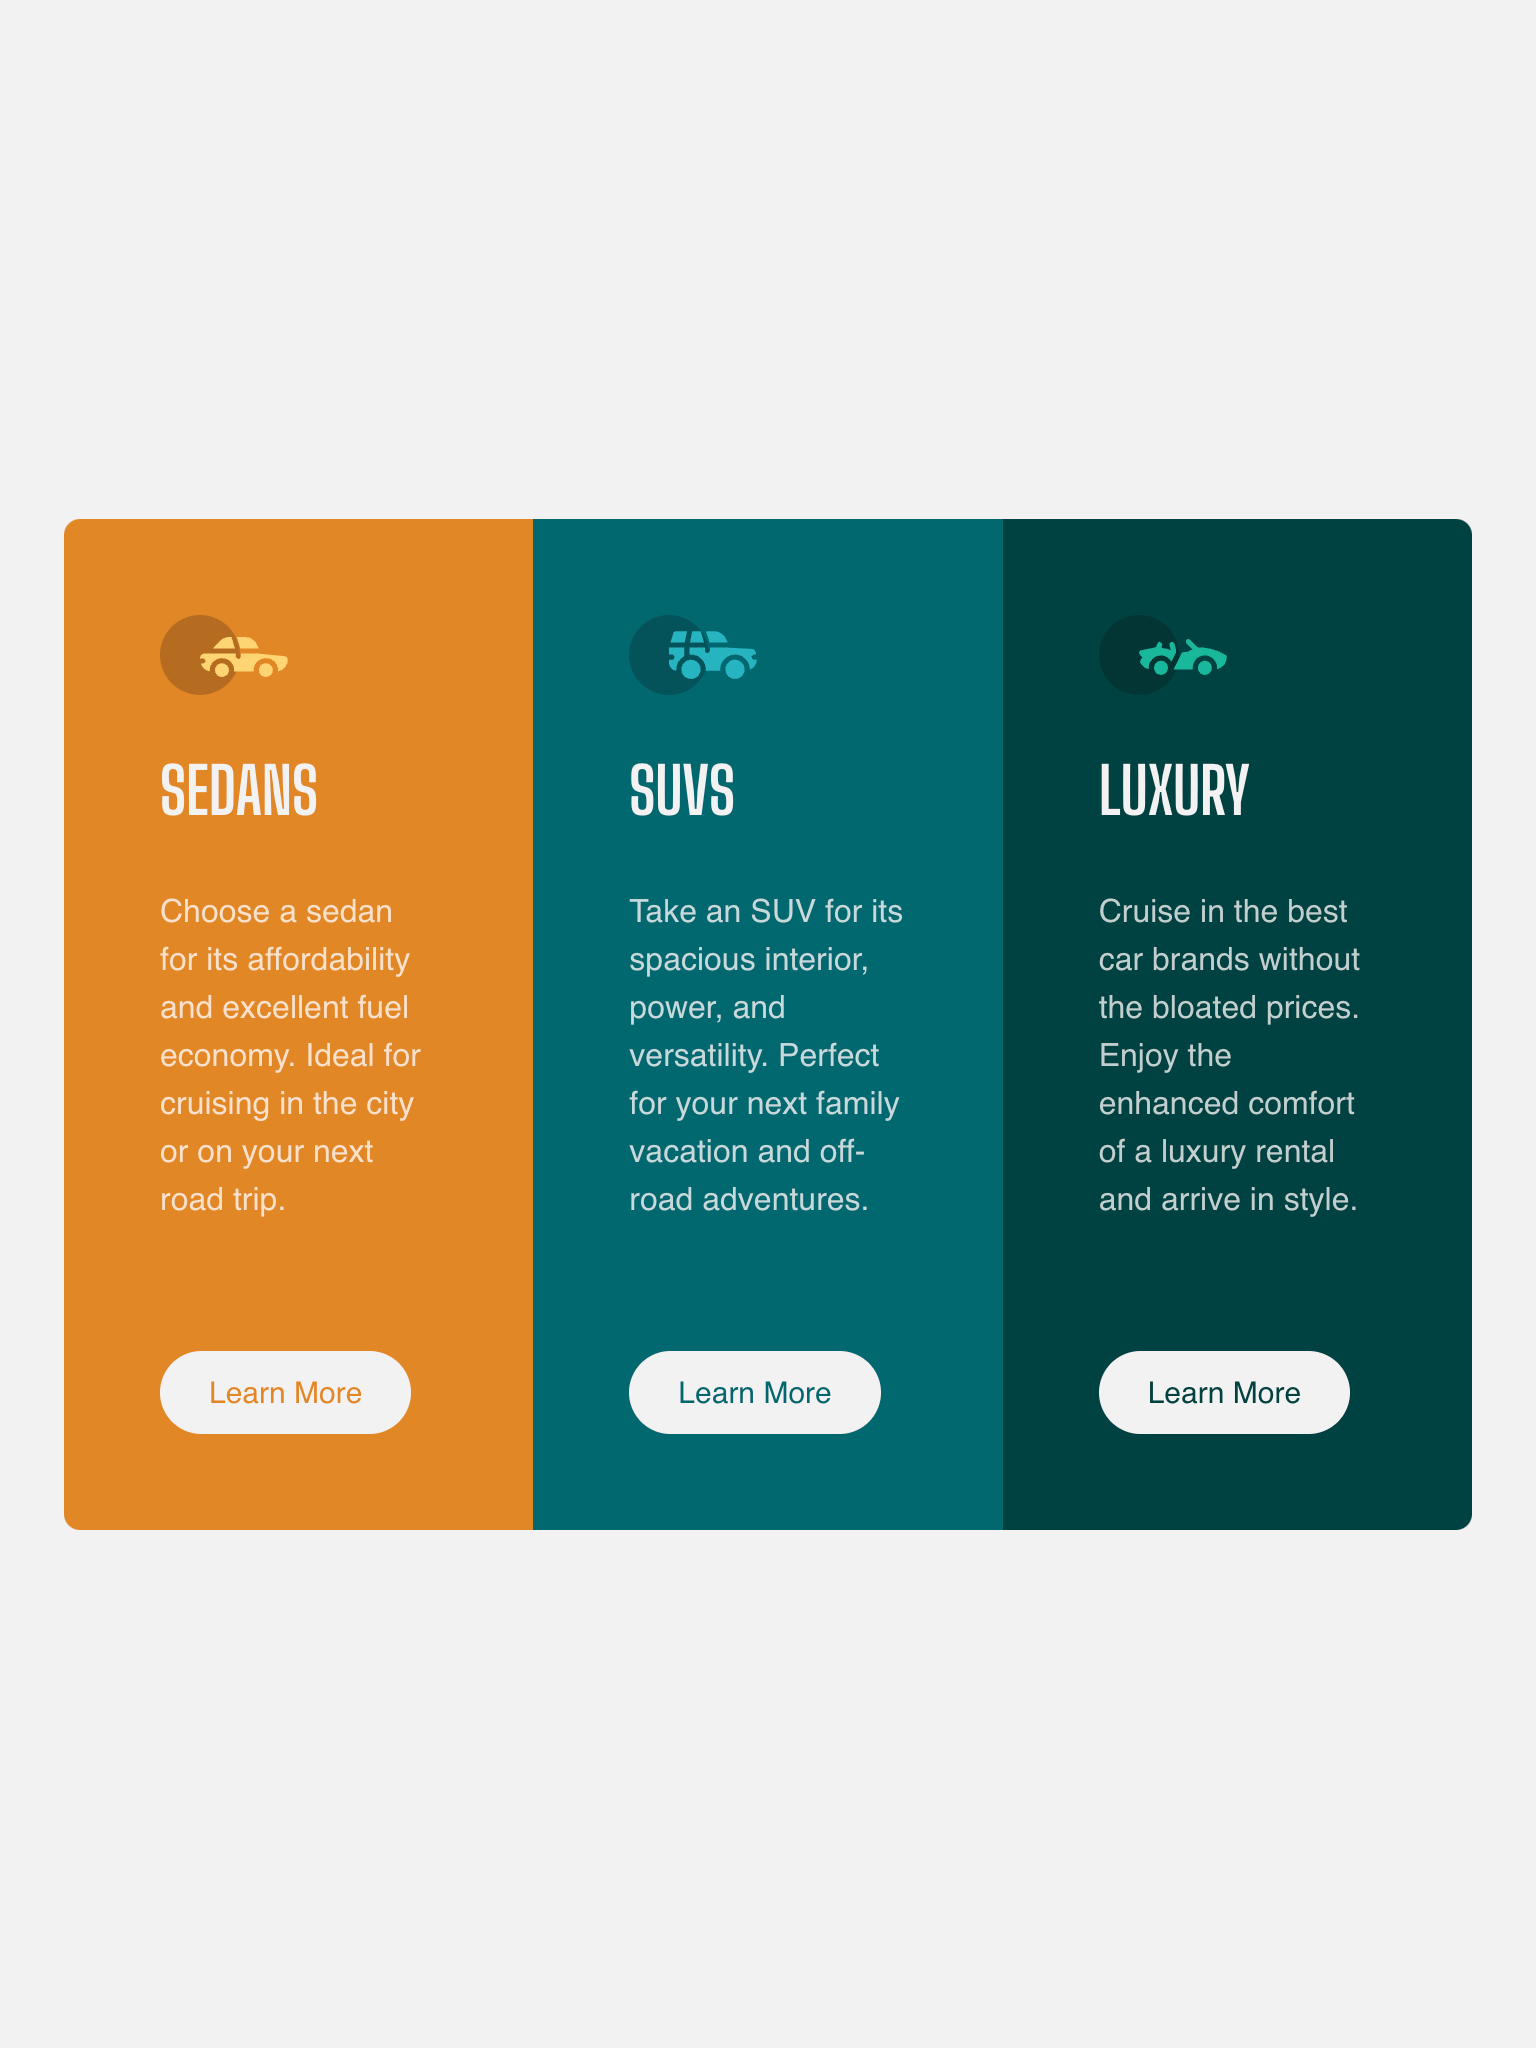 SEDANS
Choose a sedan
for its affordability
and excellent fuel
economy. Ideal for
cruising in the city
or on your next
road trip.
Learn More
SUVS
Take an SUV for its
spacious interior,
power, and
versatility. Perfect
for your next family
vacation and off-
road adventures.
Learn More
LUXURY
Cruise in the best
car brands without
the bloated prices.
Enjoy the
enhanced comfort
of a luxury rental
and arrive in style.
Learn More